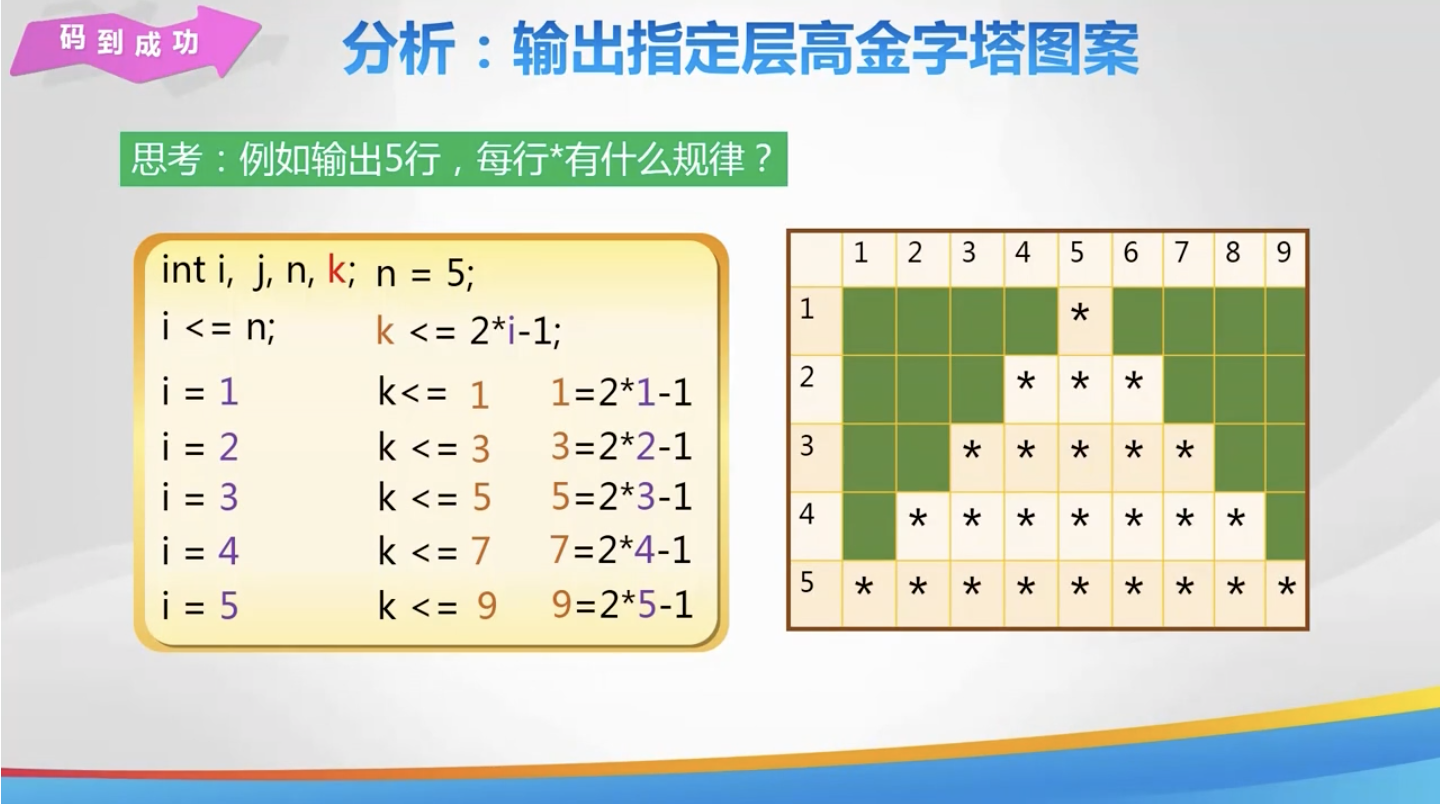 码到成功
分析：输出指定层高金字塔图案
思考：例如输出5行，每行*有什么规律？
int i, j, n, k; n = 5;
i <= n; k <= 2*i-1;
i = 1 k<= 1 1=2*1-1
i = 2 k <= 3 3=2*2-1
i = 3 k <= 5 5=2*3-1
i = 4 k <= 7 7=2*4-1
i = 5 k <= 9 9=2*5-1
1 2 3 4 5 6 7 8 9
1 *
2 * * *
3 * * * * *
4 * * * * * * *
5 * * * * * * * * *